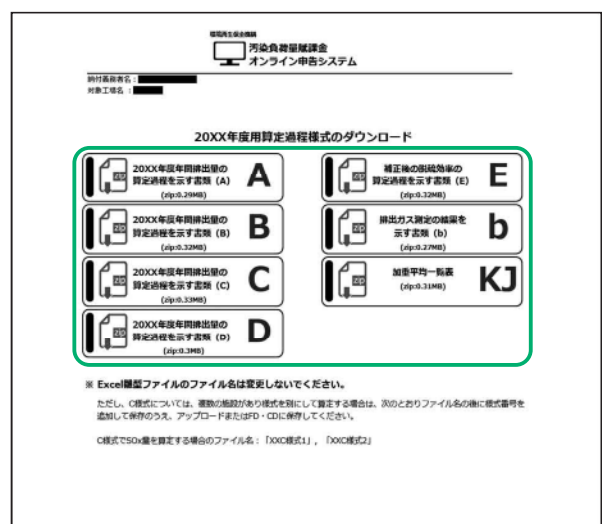 環境再生保全機構
汚染負荷量賦課金
オンライン申告システム
納付義務者名：
対象工場名 ：
20XX年度用算定過程様式のダウンロード
zip
20XX年度年間排出量の
算定過程を示す書類（A）
(zip:0.29MB)
A
zip
補正後の脱硫効率の
算定過程を示す書類（E）
(zip:0.32MB)
E
zip
20XX年度年間排出量の
算定過程を示す書類（B）
(zip:0.32MB)
B
zip
排出ガス測定の結果を
示す書類（b）
(zip:0.27MB)
b
zip
20XX年度年間排出量の
算定過程を示す書類（C）
(zip:0.33MB)
C
zip
加重平均一覧表
(zip:0.31MB)
KJ
zip
20XX年度年間排出量の
算定過程を示す書類（D）
(zip:0.3MB)
D
※ Excel雛型ファイルのファイル名は変更しないでください。
ただし、C様式については、複数の施設があり様式を別にして算定する場合は、次のとおりファイル名の後に様式番号を
追加して保存のうえ、アップロードまたはFD・CDに保存してください。
C様式でSOx量を算定する場合のファイル名：「XXC様式1」，「XXC様式2」